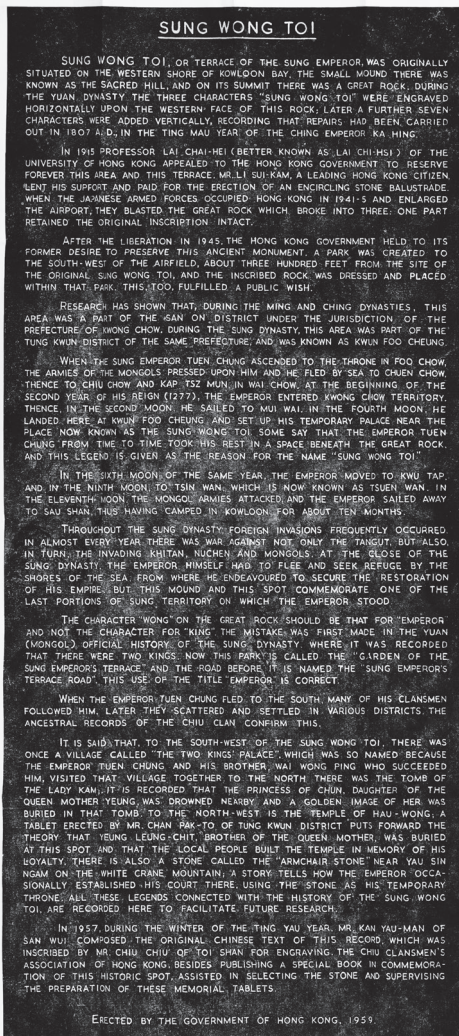 SUNG WONG TOI
SUNG WONG TOI, OR TERRACE OF THE SUNG EMPEROR, WAS ORIGINALLY
SITUATED ON THE WESTERN SHORE OF KOWLOON BAY. THE SMALL MOUND THERE WAS
KNOWN AS THE SACRED HILL, AND ON ITS SUMMIT THERE WAS A GREAT ROCK. DURING
THE YUAN DYNASTY THE THREE CHARACTERS "SUNG WONG TOI" WERE ENGRAVED
HORIZONTALLY UPON THE WESTERN FACE OF THIS ROCK; LATER A FURTHER SEVEN
CHARACTERS WERE ADDED VERTICALLY, RECORDING THAT REPAIRS HAD BEEN CARRIED
OUT IN 1807 A.D., IN THE TING MAU YEAR OF THE CHING EMPEROR KA HING.
IN 1915 PROFESSOR LAI CHAI-HEI (BETTER KNOWN AS LAI CHI-HSI) OF THE
UNIVERSITY OF HONG KONG APPEALED TO THE HONG KONG GOVERNMENT TO RESERVE
FOREVER THIS AREA AND THIS TERRACE. MR. LI SUI-KAM, A LEADING HONG KONG CITIZEN,
LENT HIS SUPPORT AND PAID FOR THE ERECTION OF AN ENCIRCLING STONE BALUSTRADE.
WHEN THE JAPANESE ARMED FORCES OCCUPIED HONG KONG IN 1941-5 AND ENLARGED
THE AIRPORT, THEY BLASTED THE GREAT ROCK WHICH BROKE INTO THREE: ONE PART
RETAINED THE ORIGINAL INSCRIPTION INTACT.
AFTER THE LIBERATION IN 1945, THE HONG KONG GOVERNMENT HELD TO ITS
FORMER DESIRE TO PRESERVE THIS ANCIENT MONUMENT. A PARK WAS CREATED TO
THE SOUTH-WEST OF THE AIRFIELD, ABOUT THREE HUNDRED FEET FROM THE SITE OF
THE ORIGINAL SUNG WONG TOI, AND THE INSCRIBED ROCK WAS DRESSED AND PLACED
WITHIN THAT PARK. THIS, TOO, FULFILLED A PUBLIC WISH.
RESEARCH HAS SHOWN THAT, DURING THE MING AND CHING DYNASTIES, THIS
AREA WAS A PART OF THE SAN ON DISTRICT UNDER THE JURISDICTION OF THE
PREFECTURE OF KWONG CHOW. DURING THE SUNG DYNASTY, THIS AREA WAS PART OF THE
TUNG KWUN DISTRICT OF THE SAME PREFECTURE, AND WAS KNOWN AS KWUN FOO CHEUNG.
WHEN THE SUNG EMPEROR TUEN CHUNG ASCENDED TO THE THRONE IN FOO CHOW,
THE ARMIES OF THE MONGOLS PRESSED UPON HIM AND HE FLED BY SEA TO CHUEN CHOW,
THENCE TO CHIU CHOW AND KAP TSZ MUN, IN WAI CHOW. AT THE BEGINNING OF THE
SECOND YEAR OF HIS REIGN (1277), THE EMPEROR ENTERED KWONG CHOW TERRITORY.
THENCE, IN THE SECOND MOON, HE SAILED TO MUI WAI. IN THE FOURTH MOON, HE
LANDED HERE AT KWUN FOO CHEUNG AND SET UP HIS TEMPORARY PALACE NEAR THE
PLACE NOW KNOWN AS THE SUNG WONG TOI. SOME SAY THAT THE EMPEROR TUEN
CHUNG FROM TIME TO TIME TOOK HIS REST IN A SPACE BENEATH THE GREAT ROCK,
AND THIS LEGEND IS GIVEN AS THE REASON FOR THE NAME "SUNG WONG TOI".
IN THE SIXTH MOON OF THE SAME YEAR, THE EMPEROR MOVED TO KWU TAP,
AND, IN THE NINTH MOON, TO TSIN WAN, WHICH IS NOW KNOWN AS TSUEN WAN. IN
THE ELEVENTH MOON, THE MONGOL ARMIES ATTACKED, AND THE EMPEROR SAILED AWAY
TO SAU SHAN, THUS HAVING CAMPED IN KOWLOON FOR ABOUT TEN MONTHS.
THROUGHOUT THE SUNG DYNASTY FOREIGN INVASIONS FREQUENTLY OCCURRED.
IN ALMOST EVERY YEAR THERE WAS WAR AGAINST NOT ONLY THE TANGUT, BUT ALSO,
IN TURN, THE INVADING KHITAN, NUCHEN AND MONGOLS. AT THE CLOSE OF THE
SUNG DYNASTY, THE EMPEROR HIMSELF HAD TO FLEE AND SEEK REFUGE BY THE
SHORES OF THE SEA, FROM WHERE HE ENDEAVOURED TO SECURE THE RESTORATION
OF HIS EMPIRE, BUT THIS MOUND AND THIS SPOT COMMEMORATE ONE OF THE
LAST PORTIONS OF SUNG TERRITORY ON WHICH THE EMPEROR STOOD.
THE CHARACTER "WONG" ON THE GREAT ROCK SHOULD BE THAT FOR "EMPEROR"
AND NOT THE CHARACTER FOR "KING". THE MISTAKE WAS FIRST MADE IN THE YUAN
(MONGOL) OFFICIAL HISTORY OF THE SUNG DYNASTY, WHERE IT WAS RECORDED
THAT THERE WERE TWO KINGS. NOW THIS PARK IS CALLED THE "GARDEN OF THE
SUNG EMPEROR'S TERRACE" AND THE ROAD BEFORE IT IS NAMED THE "SUNG EMPEROR'S
TERRACE ROAD". THIS USE OF THE TITLE "EMPEROR" IS CORRECT.
WHEN THE EMPEROR TUEN CHUNG FLED TO THE SOUTH, MANY OF HIS CLANSMEN
FOLLOWED HIM. LATER THEY SCATTERED AND SETTLED IN VARIOUS DISTRICTS. THE
ANCESTRAL RECORDS OF THE CHIU CLAN CONFIRM THIS.
IT IS SAID THAT, TO THE SOUTH-WEST OF THE SUNG WONG TOI, THERE WAS
ONCE A VILLAGE CALLED "THE TWO KINGS' PALACE", WHICH WAS SO NAMED BECAUSE
THE EMPEROR TUEN CHUNG AND HIS BROTHER, WAI WONG PING WHO SUCCEEDED
HIM, VISITED THAT VILLAGE TOGETHER. TO THE NORTH THERE WAS THE TOMB OF
THE LADY KAM; IT IS RECORDED THAT THE PRINCESS OF CHUN, DAUGHTER OF THE
QUEEN MOTHER YEUNG, WAS DROWNED NEARBY AND A GOLDEN IMAGE OF HER WAS
BURIED IN THAT TOMB. TO THE NORTH-WEST IS THE TEMPLE OF HAU-WONG; A
TABLET ERECTED BY MR. CHAN PAK-TO OF TUNG KWUN DISTRICT PUTS FORWARD THE
THEORY THAT YEUNG LEUNG-CHIT, BROTHER OF THE QUEEN MOTHER, WAS BURIED
AT THIS SPOT AND THAT THE LOCAL PEOPLE BUILT THE TEMPLE IN MEMORY OF HIS
LOYALTY. THERE IS ALSO A STONE CALLED THE "ARMCHAIR STONE" NEAR YAU SIN
NGAM ON THE WHITE CRANE MOUNTAIN; A STORY TELLS HOW THE EMPEROR OCCA-
SIONALLY ESTABLISHED HIS COURT THERE, USING THE STONE AS HIS TEMPORARY
THRONE. ALL THESE LEGENDS CONNECTED WITH THE HISTORY OF THE SUNG WONG
TOI, ARE RECORDED HERE TO FACILITATE FUTURE RESEARCH.
IN 1957, DURING THE WINTER OF THE TING YAU YEAR, MR. KAN YAU-MAN OF
SAN WUI COMPOSED THE ORIGINAL CHINESE TEXT OF THIS RECORD, WHICH WAS
INSCRIBED BY MR. CHIU CHIU OF TOI SHAN FOR ENGRAVING. THE CHIU CLANSMEN'S
ASSOCIATION OF HONG KONG, BESIDES PUBLISHING A SPECIAL BOOK IN COMMEMORA-
TION OF THIS HISTORIC SPOT, ASSISTED IN SELECTING THE STONE AND SUPERVISING
THE PREPARATION OF THESE MEMORIAL TABLETS.
ERECTED BY THE GOVERNMENT OF HONG KONG, 1959.